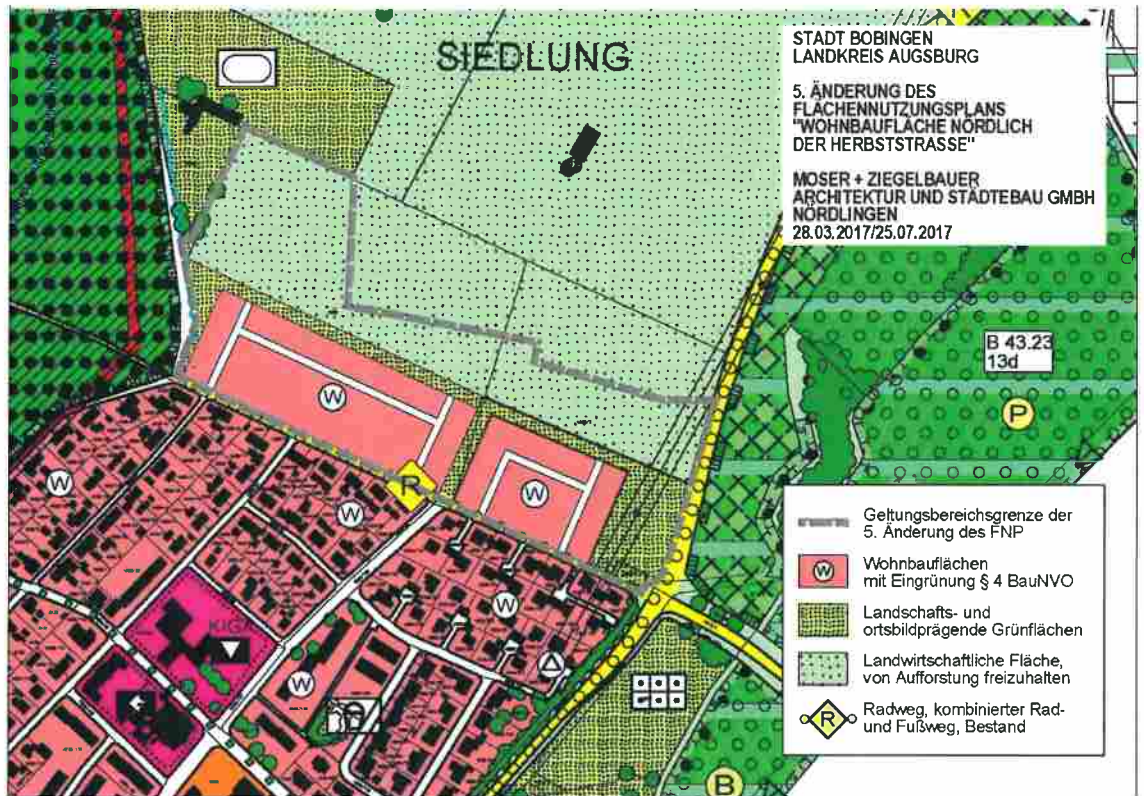 SIEDLUNG
STADT BOBINGEN
LANDKREIS AUGSBURG
5. ÄNDERUNG DES
FLÄCHENNUTZUNGSPLANS
"WOHNBAUFLÄCHE NÖRDLICH
DER HERBSTSTRASSE"
MOSER + ZIEGELBAUER
ARCHITEKTUR UND STÄDTEBAU GMBH
NÖRDLINGEN
28.03.2017/25.07.2017
B 43.23
13d
P
W
W
W
W
R
W
W
KIGA
W
B
Geltungsbereichsgrenze der
5. Änderung des FNP
W
Wohnbauflächen
mit Eingrünung § 4 BauNVO
Landschafts- und
ortsbildprägende Grünflächen
Landwirtschaftliche Fläche,
von Aufforstung freizuhalten
R
Radweg, kombinierter Rad-
und Fußweg, Bestand